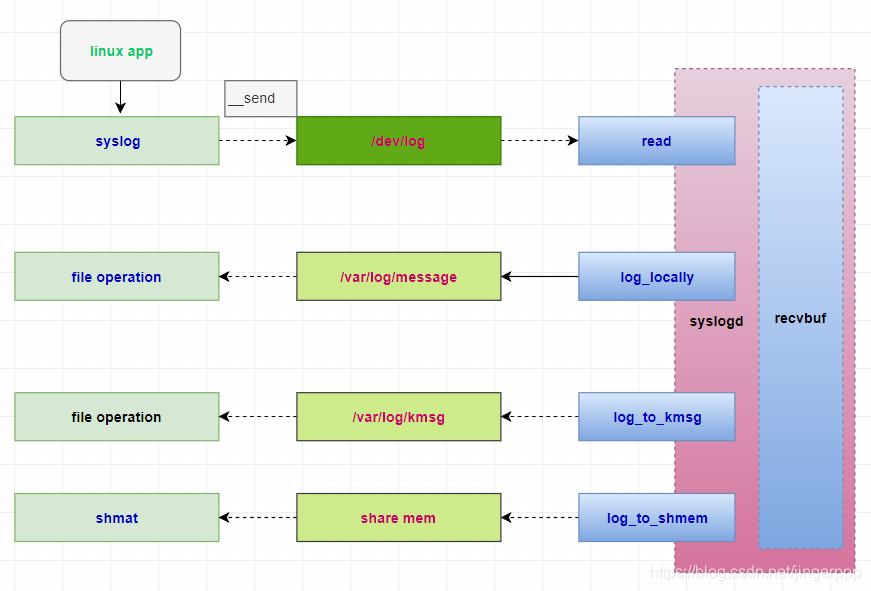 linux app
__send
syslog
/dev/log
read
file operation
/var/log/message
log_locally
syslogd
recvbuf
file operation
/var/log/kmsg
log_to_kmsg
shmat
share mem
log_to_shmem
https://blog.csdn.net/jingerppp